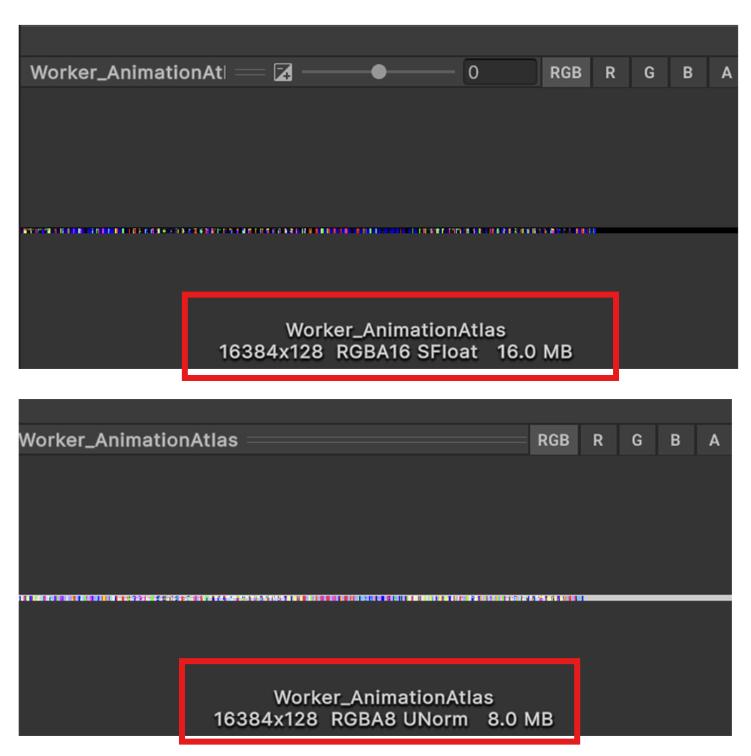 Worker_AnimationAtl 0 RGB R G B A
Worker_AnimationAtlas
16384x128 RGBA16 SFloat 16.0 MB
Worker_AnimationAtlas RGB R G B A
Worker_AnimationAtlas
16384x128 RGBA8 UNorm 8.0 MB